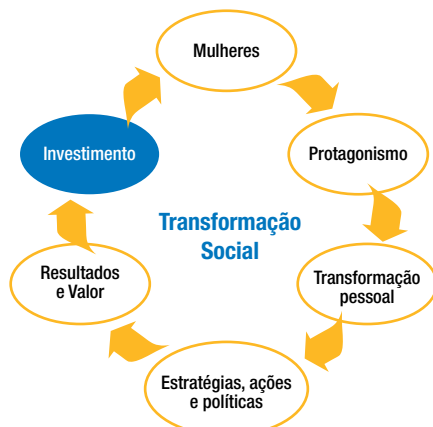 Mulheres
Investimento
Protagonismo
Transformação
Social
Resultados
e Valor
Transformação
pessoal
Estratégias, ações
e políticas